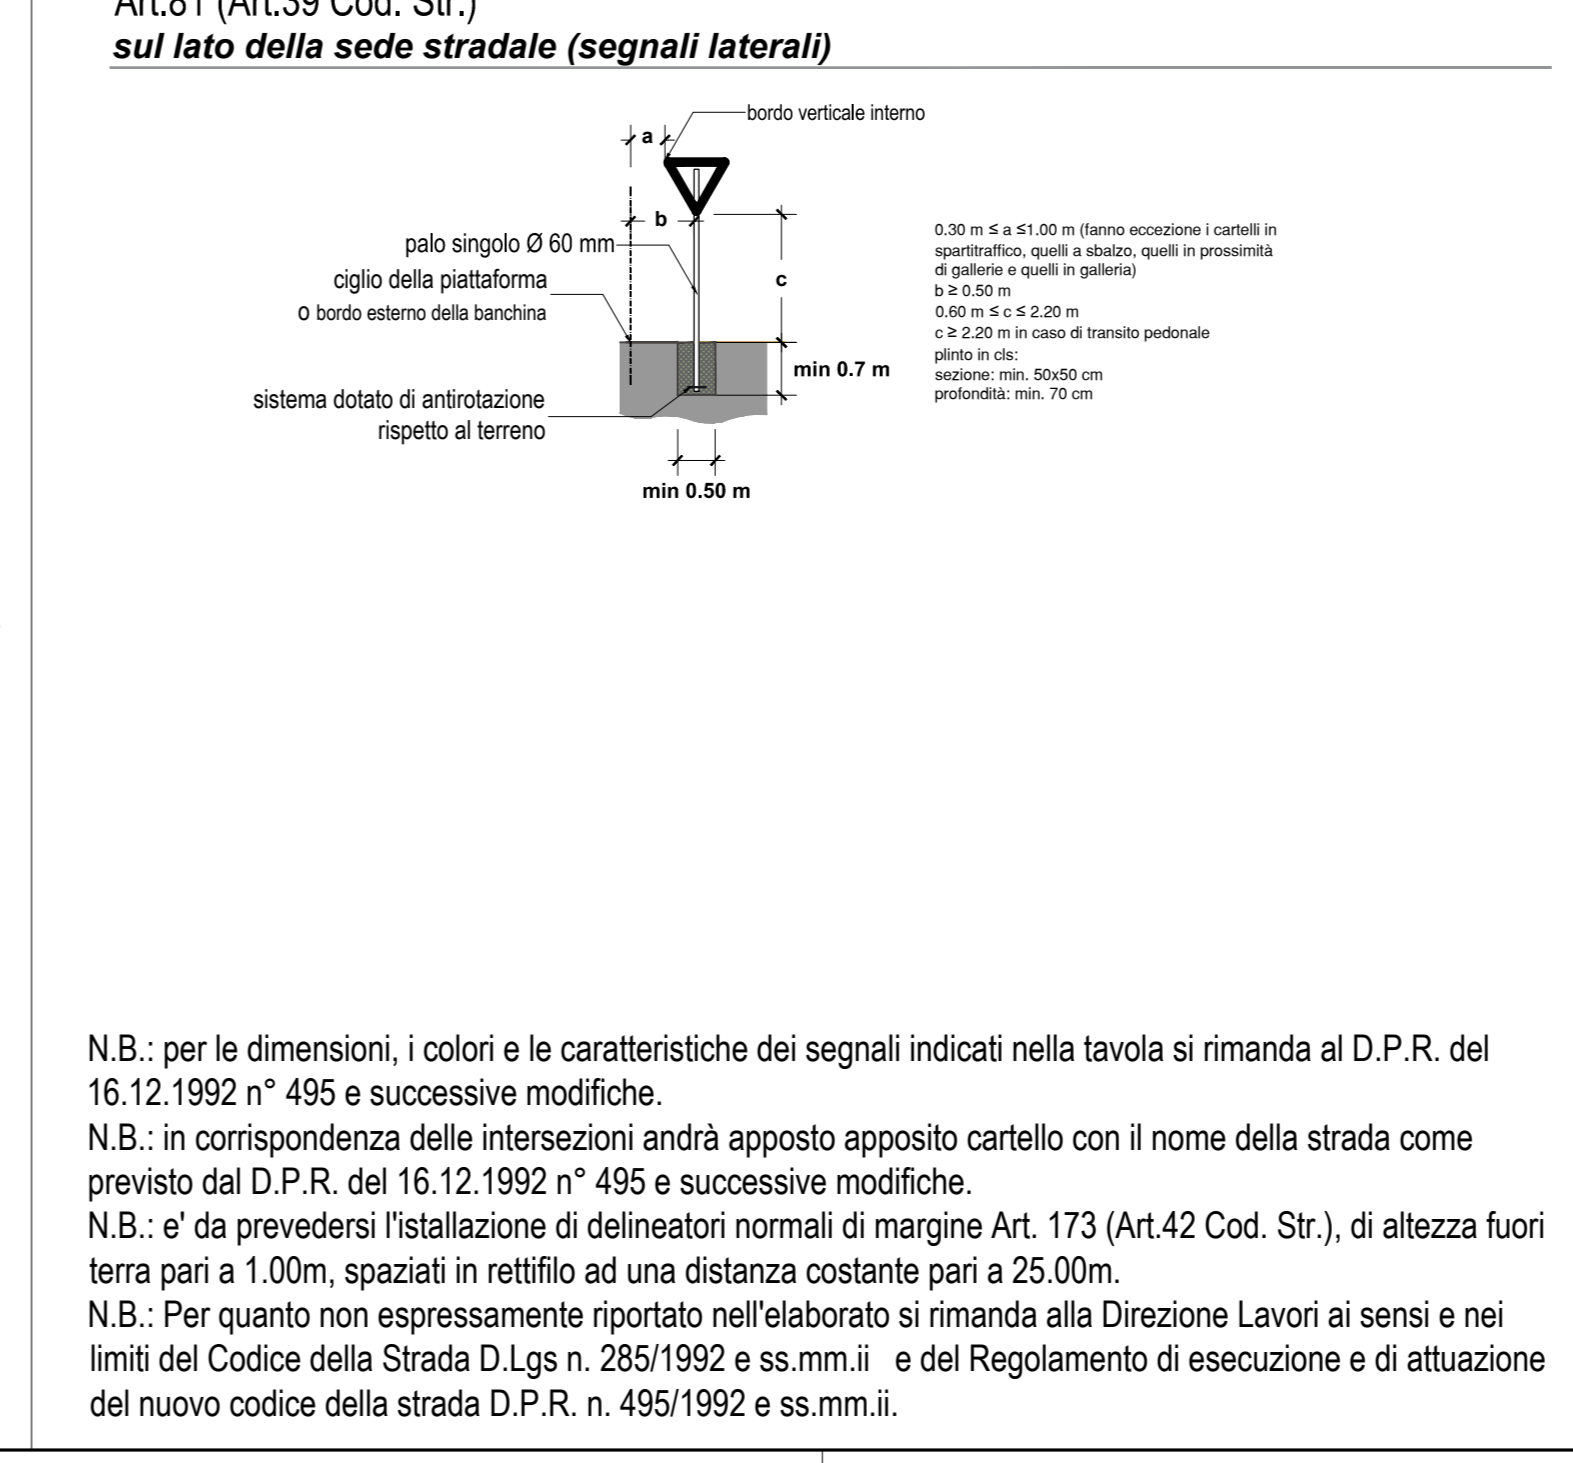 Art.81 (Art.39 Cod. Str.)
sul lato della sede stradale (segnali laterali)
bordo verticale interno
a
b
palo singolo Ø 60 mm
ciglio della piattaforma
o bordo esterno della banchina
c
min 0.7 m
sistema dotato di antirotazione
rispetto al terreno
min 0.50 m
0.30 m ≤ a ≤1.00 m (fanno eccezione i cartelli in
spartitraffico, quelli a sbalzo, quelli in prossimità
di gallerie e quelli in galleria)
b ≥ 0.50 m
0.60 m ≤ c ≤ 2.20 m
c ≥ 2.20 m in caso di transito pedonale
plinto in cls:
sezione: min. 50x50 cm
profondità: min. 70 cm
N.B.: per le dimensioni, i colori e le caratteristiche dei segnali indicati nella tavola si rimanda al D.P.R. del
16.12.1992 n° 495 e successive modifiche.
N.B.: in corrispondenza delle intersezioni andrà apposto apposito cartello con il nome della strada come
previsto dal D.P.R. del 16.12.1992 n° 495 e successive modifiche.
N.B.: e' da prevedersi l'istallazione di delineatori normali di margine Art. 173 (Art.42 Cod. Str.), di altezza fuori
terra pari a 1.00m, spaziati in rettifilo ad una distanza costante pari a 25.00m.
N.B.: Per quanto non espressamente riportato nell'elaborato si rimanda alla Direzione Lavori ai sensi e nei
limiti del Codice della Strada D.Lgs n. 285/1992 e ss.mm.ii   e del Regolamento di esecuzione e di attuazione
del nuovo codice della strada D.P.R. n. 495/1992 e ss.mm.ii.